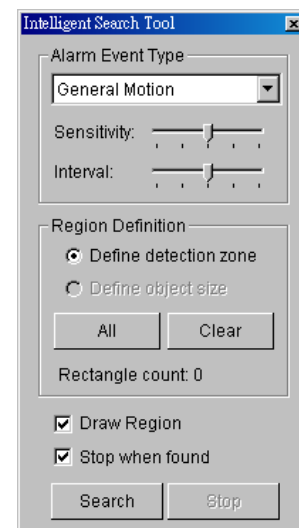 Intelligent Search Tool
Alarm Event Type
General Motion
Sensitivity:
Interval:
Region Definition
Define detection zone
Define object size
All Clear
Rectangle count: 0
Draw Region
Stop when found
Search Stop